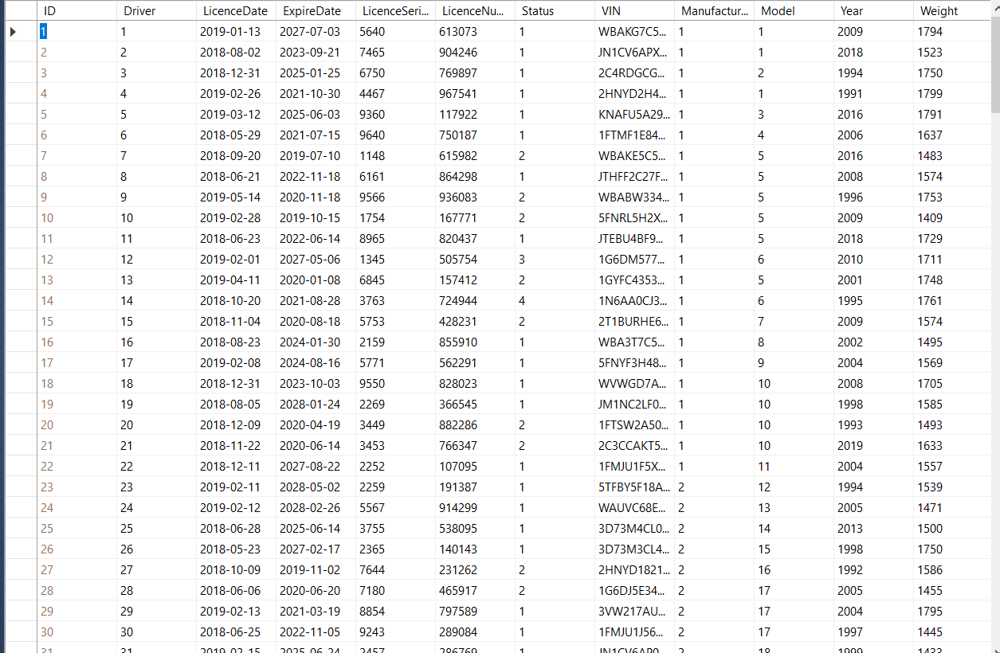 ID Driver LicenceDate ExpireDate LicenceSeri... LicenceNu... Status VIN Manufactur... Model Year Weight
1 1 2019-01-13 2027-07-03 5640 613073 1 WBAKG7C5... 1 1 2009 1794
2 2 2018-08-02 2023-09-21 7465 904246 1 JN1CV6APX... 1 1 2018 1523
3 3 2018-12-31 2025-01-25 6750 769897 1 2C4RDGCG... 1 2 1994 1750
4 4 2019-02-26 2021-10-30 4467 967541 1 2HNYD2H4... 1 1 1991 1799
5 5 2019-03-12 2025-06-03 9360 117922 1 KNAFU5A29... 1 3 2016 1791
6 6 2018-05-29 2021-07-15 9640 750187 1 1FTMF1E84... 1 4 2006 1637
7 7 2018-09-20 2019-07-10 1148 615982 2 WBAKE5C5... 1 5 2016 1483
8 8 2018-06-21 2022-11-18 6161 864298 1 JTHFF2C27F... 1 5 2008 1574
9 9 2019-05-14 2020-11-18 9566 936083 2 WBABW334... 1 5 1996 1753
10 10 2019-02-28 2019-10-15 1754 167771 2 5FNRL5H2X... 1 5 2009 1409
11 11 2018-06-23 2022-06-14 8965 820437 1 JTEBU4BF9... 1 5 2018 1729
12 12 2019-02-01 2027-05-06 1345 505754 3 1G6DM577... 1 6 2010 1711
13 13 2019-04-11 2020-01-08 6845 157412 2 1GYFC4353... 1 5 2001 1748
14 14 2018-10-20 2021-08-28 3763 724944 4 1N6AA0CJ3... 1 6 1995 1761
15 15 2018-11-04 2020-08-18 5753 428231 2 2T1BURHE6... 1 7 2009 1574
16 16 2018-08-23 2024-01-30 2159 855910 1 WBA3T7C5... 1 8 2002 1495
17 17 2019-02-08 2024-08-16 5771 562291 1 5FNYF3H48... 1 9 2004 1569
18 18 2018-12-31 2023-10-03 9550 828023 1 WVWGD7A... 1 10 2008 1705
19 19 2018-08-05 2028-01-24 2269 366545 1 JM1NC2LF0... 1 10 1998 1585
20 20 2018-12-09 2020-04-19 3449 882286 2 1FTSW2A50... 1 10 1993 1493
21 21 2018-11-22 2020-06-14 3453 766347 2 2C3CCAKT5... 1 10 2019 1633
22 22 2018-12-11 2027-08-22 2252 107095 1 1FMJU1F5X... 1 11 2004 1557
23 23 2019-02-11 2028-05-02 2259 191387 1 5TFBY5F18A... 2 12 1994 1539
24 24 2019-02-12 2028-02-26 5567 914299 1 WAUVC68E... 2 13 2005 1471
25 25 2018-06-28 2025-06-14 3755 538095 1 3D73M4CL0... 2 14 2013 1500
26 26 2018-05-23 2027-02-17 2365 140143 1 3D73M3CL4... 2 15 1998 1750
27 27 2018-10-09 2019-11-02 7644 231262 2 2HNYD1821... 2 16 1992 1586
28 28 2018-06-06 2020-06-20 7180 465917 2 1G6DJ5E34... 2 17 2005 1455
29 29 2019-02-13 2021-03-19 8854 797589 1 3VW217AU... 2 17 2004 1795
30 30 2018-06-25 2022-11-05 9243 289084 1 1FMJU1J56... 2 17 1997 1445
31 31 2019-02-15 2025-06-24 2457 286769 1 JN1CV6AP0... 2 18 1999 1433